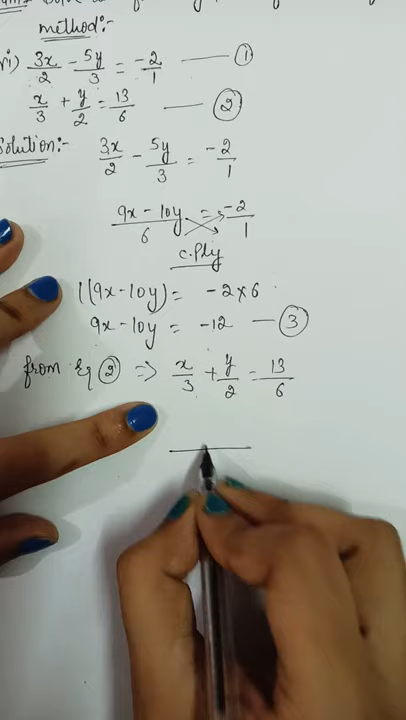 method:-
vi) 3x/2 - 5y/3 = -2/1 —— ①
x/3 + y/2 = 13/6 —— ②
Solution:- 3x/2 - 5y/3 = -2/1
9x - 10y/6 = -2/1
c.ply
1(9x-10y) = -2×6
9x-10y = -12 — ③
from Eq ② => x/3 + y/2 = 13/6